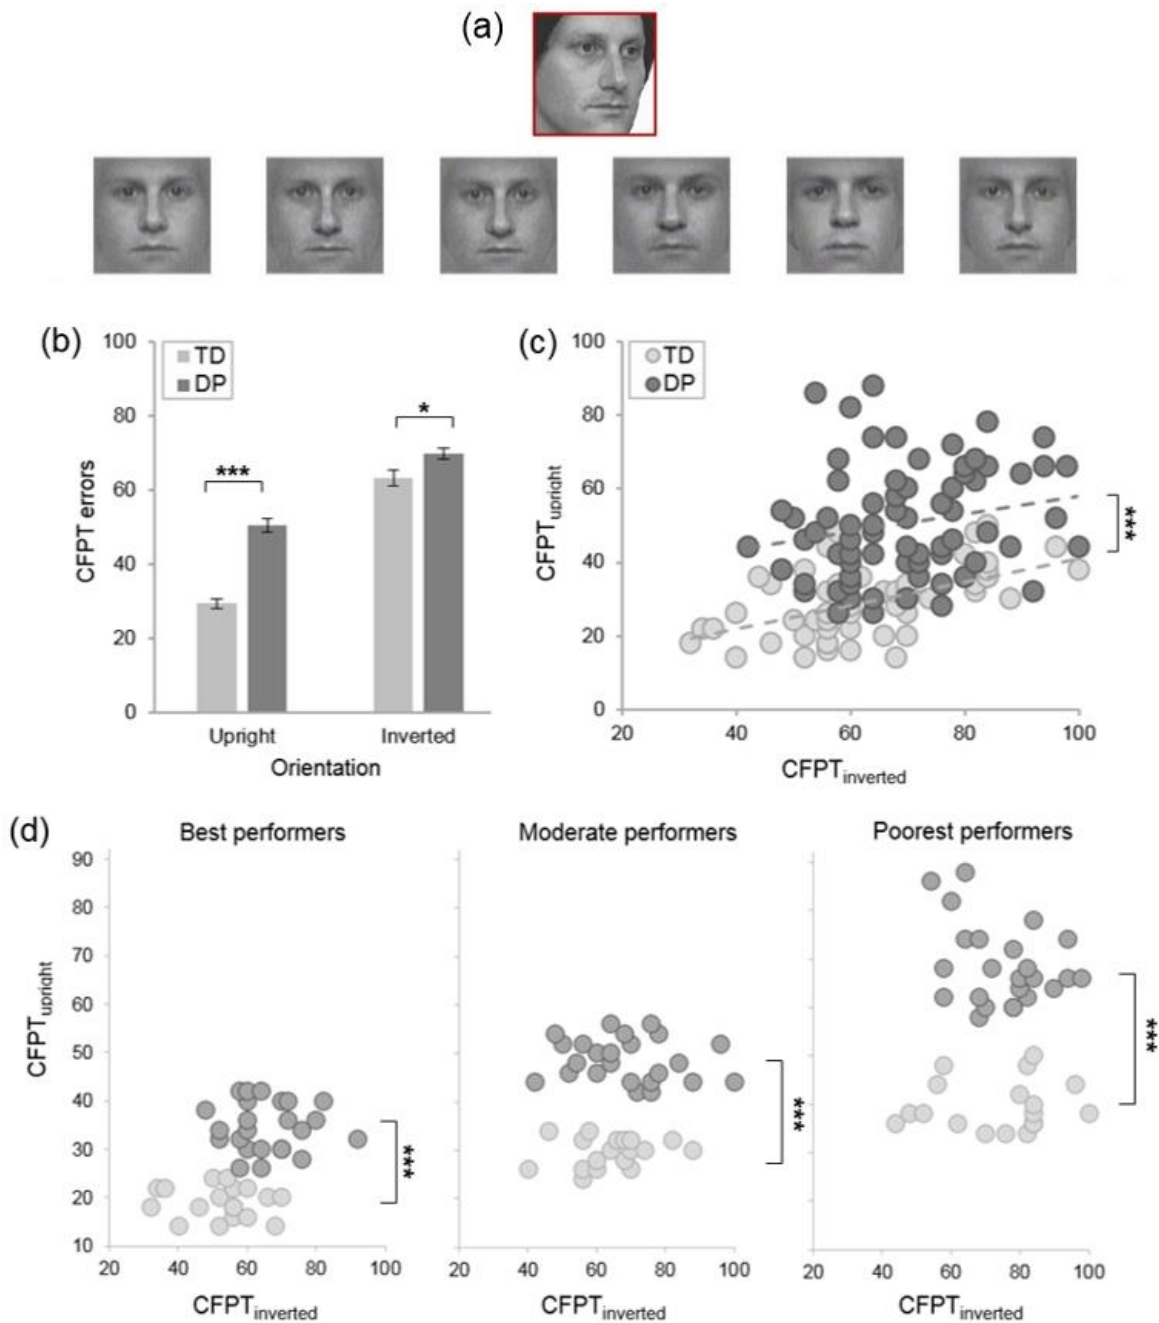 (a)
(b)
100
80
60
40
20
0
CFPT errors
TD
DP
***
*
Upright
Inverted
Orientation
(c)
100
80
60
40
20
0
CFPTupright
TD
DP
***
20 40 60 80 100
CFPTinverted
(d)
Best performers
Moderate performers
Poorest performers
90
80
70
60
50
40
30
20
10
CFPTupright
***
***
***
20 40 60 80 100
20 40 60 80 100
20 40 60 80 100
CFPTinverted
CFPTinverted
CFPTinverted